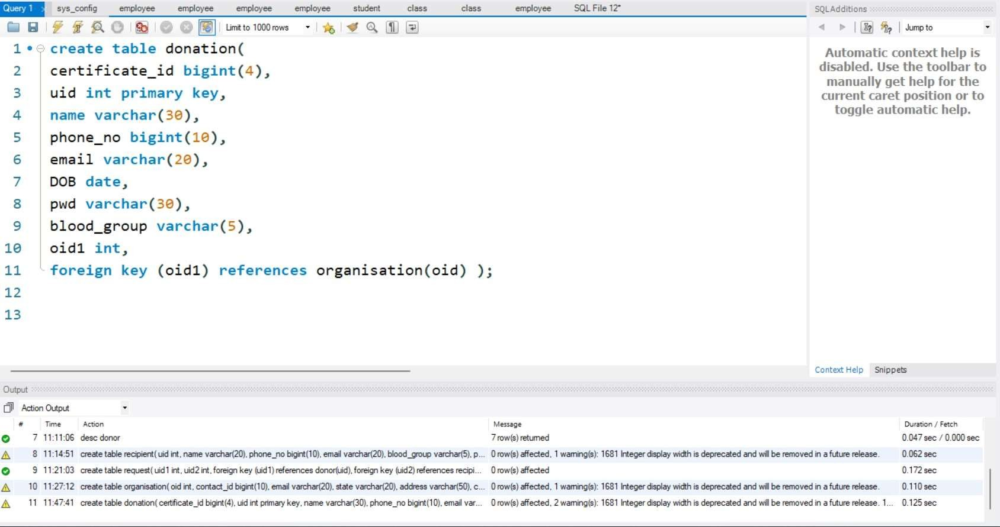 Query 1 sys_config employee employee employee employee student class class employee SQL File 12*
Limit to 1000 rows
1 create table donation(
2 certificate_id bigint(4),
3 uid int primary key,
4 name varchar(30),
5 phone_no bigint(10),
6 email varchar(20),
7 DOB date,
8 pwd varchar(30),
9 blood_group varchar(5),
10 oid1 int,
11 foreign key (oid1) references organisation(oid) );
12
13
SQLAdditions
Jump to
Automatic context help is
disabled. Use the toolbar to
manually get help for the
current caret position or to
toggle automatic help.
Context Help Snippets
Output
Action Output
# Time Action Message Duration / Fetch
7 11:11:06 desc donor 7 row(s) returned 0.047 sec / 0.000 sec
8 11:14:51 create table recipient( uid int, name varchar(20), phone_no bigint(10), email varchar(20), blood_group varchar(5), p... 0 row(s) affected, 1 warning(s): 1681 Integer display width is deprecated and will be removed in a future release. 0.062 sec
9 11:21:03 create table request( uid1 int, uid2 int, foreign key (uid1) references donor(uid), foreign key (uid2) references recipi... 0 row(s) affected 0.172 sec
10 11:27:12 create table organisation( oid int, contact_id bigint(10), email varchar(20), state varchar(20), address varchar(50), c... 0 row(s) affected, 1 warning(s): 1681 Integer display width is deprecated and will be removed in a future release. 0.110 sec
11 11:47:41 create table donation( certificate_id bigint(4), uid int primary key, name varchar(30), phone_no bigint(10), email var... 0 row(s) affected, 2 warning(s): 1681 Integer display width is deprecated and will be removed in a future release. 1... 0.125 sec